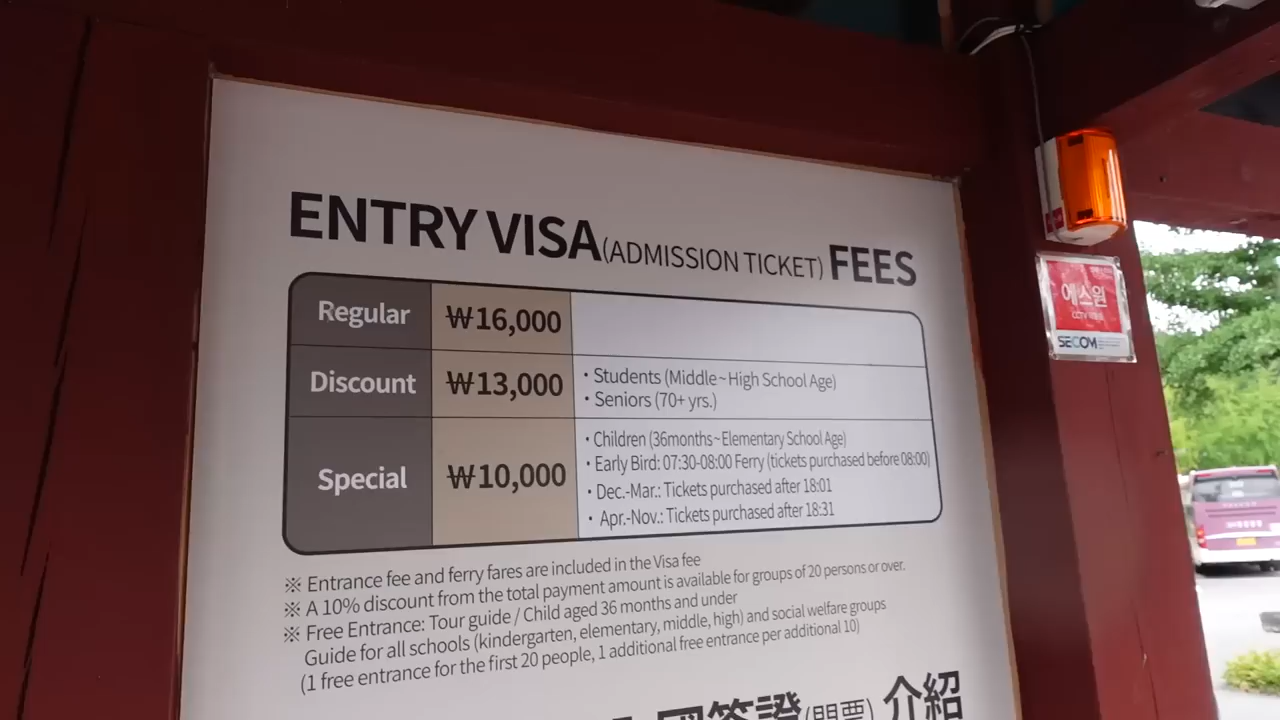 ENTRY VISA(ADMISSION TICKET) FEES
Regular ₩16,000
Discount ₩13,000
• Students (Middle~High School Age)
• Seniors (70+ yrs.)
Special ₩10,000
• Children (36months~Elementary School Age)
• Early Bird: 07:30-08:00 Ferry (tickets purchased before 08:00)
• Dec.-Mar.: Tickets purchased after 18:01
• Apr.-Nov.: Tickets purchased after 18:31
※ Entrance fee and ferry fares are included in the Visa fee
※ A 10% discount from the total payment amount is available for groups of 20 persons or over.
※ Free Entrance: Tour guide / Child aged 36 months and under
Guide for all schools (kindergarten, elementary, middle, high) and social welfare groups
(1 free entrance for the first 20 people, 1 additional free entrance per additional 10)
國簽證(門票) 介紹
에스원
SECOM